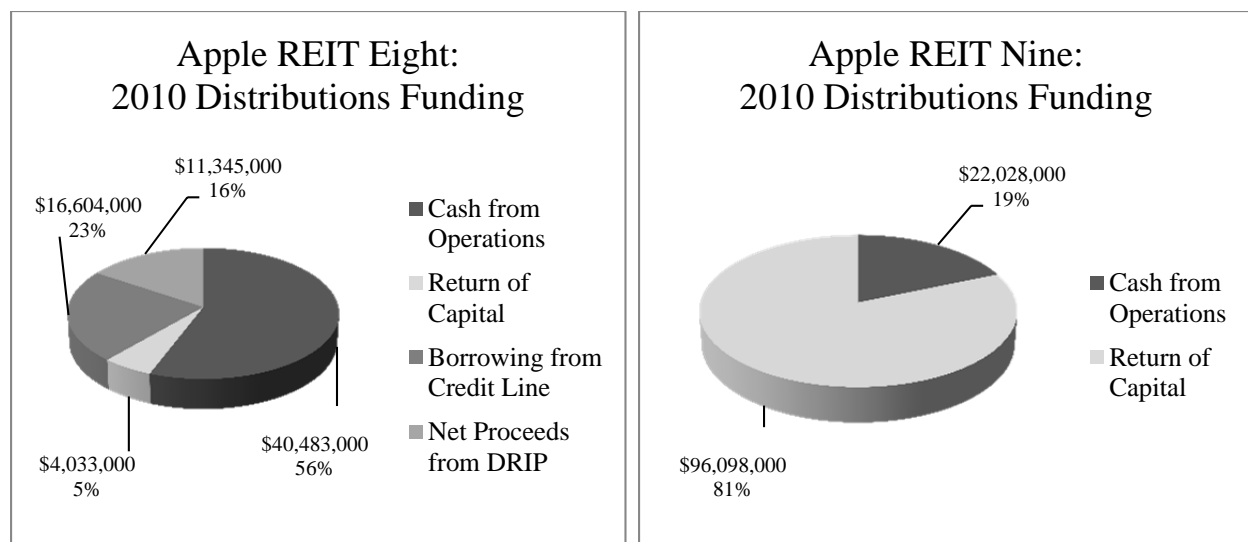 Apple REIT Eight:
2010 Distributions Funding
$11,345,000
16%
$16,604,000
23%
$4,033,000
5%
$40,483,000
56%
Cash from
Operations
Return of
Capital
Borrowing from
Credit Line
Net Proceeds
from DRIP
Apple REIT Nine:
2010 Distributions Funding
$22,028,000
19%
$96,098,000
81%
Cash from
Operations
Return of
Capital